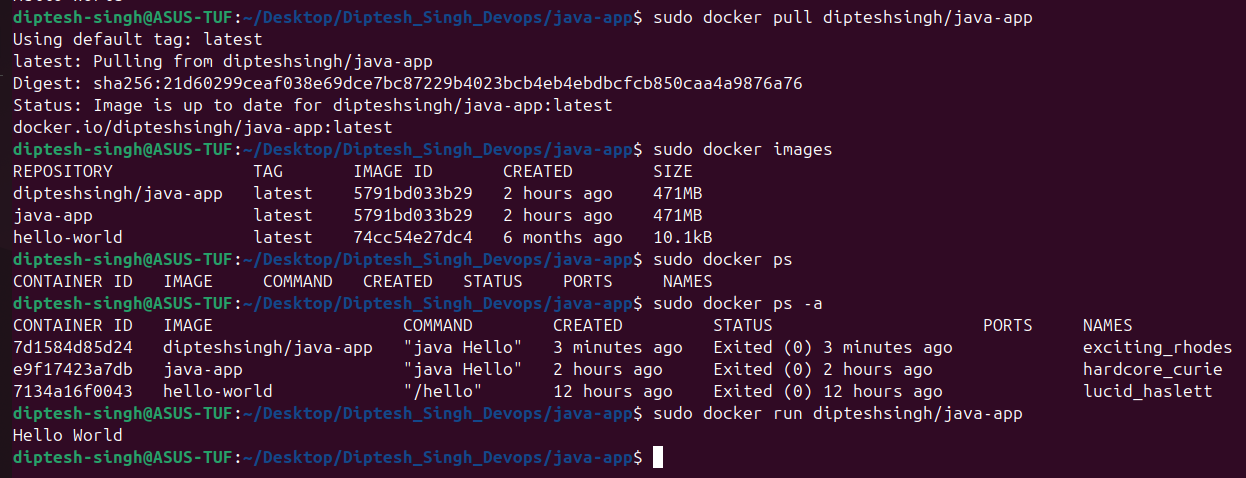 diptesh-singh@ASUS-TUF:~/Desktop/Diptesh_Singh_Devops/java-app$ sudo docker pull dipteshsingh/java-app
Using default tag: latest
latest: Pulling from dipteshsingh/java-app
Digest: sha256:21d60299ceaf038e69dce7bc87229b4023bcb4eb4ebdbcfcb850caa4a9876a76
Status: Image is up to date for dipteshsingh/java-app:latest
docker.io/dipteshsingh/java-app:latest
diptesh-singh@ASUS-TUF:~/Desktop/Diptesh_Singh_Devops/java-app$ sudo docker images
REPOSITORY              TAG       IMAGE ID       CREATED        SIZE
dipteshsingh/java-app   latest    5791bd033b29   2 hours ago    471MB
java-app                latest    5791bd033b29   2 hours ago    471MB
hello-world             latest    74cc54e27dc4   6 months ago   10.1kB
diptesh-singh@ASUS-TUF:~/Desktop/Diptesh_Singh_Devops/java-app$ sudo docker ps
CONTAINER ID   IMAGE     COMMAND   CREATED   STATUS    PORTS     NAMES
diptesh-singh@ASUS-TUF:~/Desktop/Diptesh_Singh_Devops/java-app$ sudo docker ps -a
CONTAINER ID   IMAGE                   COMMAND        CREATED         STATUS                     PORTS     NAMES
7d1584d85d24   dipteshsingh/java-app   "java Hello"   3 minutes ago   Exited (0) 3 minutes ago             exciting_rhodes
e9f17423a7db   java-app                "java Hello"   2 hours ago     Exited (0) 2 hours ago               hardcore_curie
7134a16f0043   hello-world             "/hello"       12 hours ago    Exited (0) 12 hours ago              lucid_haslett
diptesh-singh@ASUS-TUF:~/Desktop/Diptesh_Singh_Devops/java-app$ sudo docker run dipteshsingh/java-app
Hello World
diptesh-singh@ASUS-TUF:~/Desktop/Diptesh_Singh_Devops/java-app$